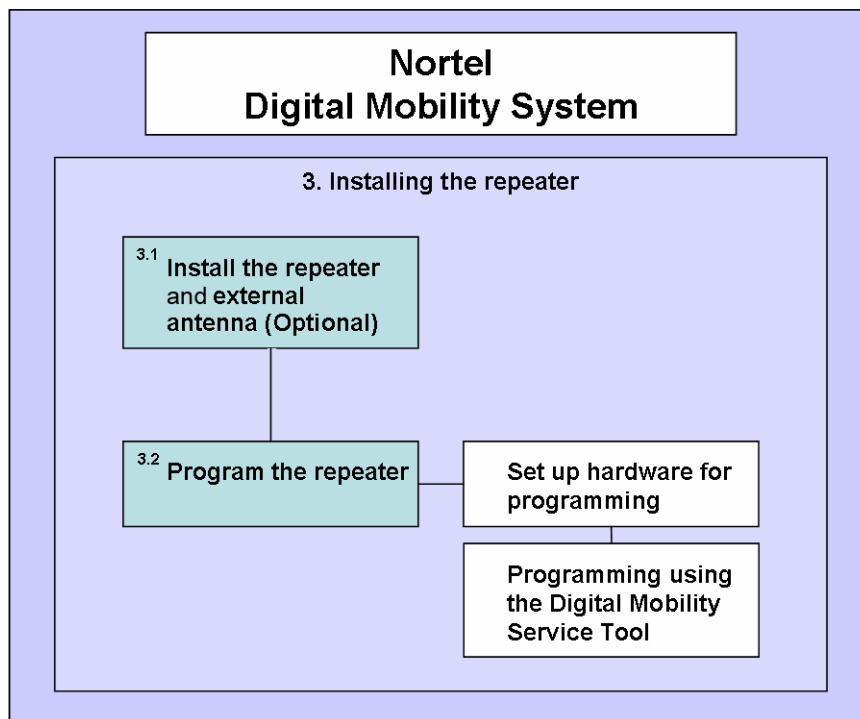 Nortel
Digital Mobility System
3. Installing the repeater
3.1 Install the repeater
and external
antenna (Optional)
3.2 Program the repeater
Set up hardware for
programming
Programming using
the Digital Mobility
Service Tool